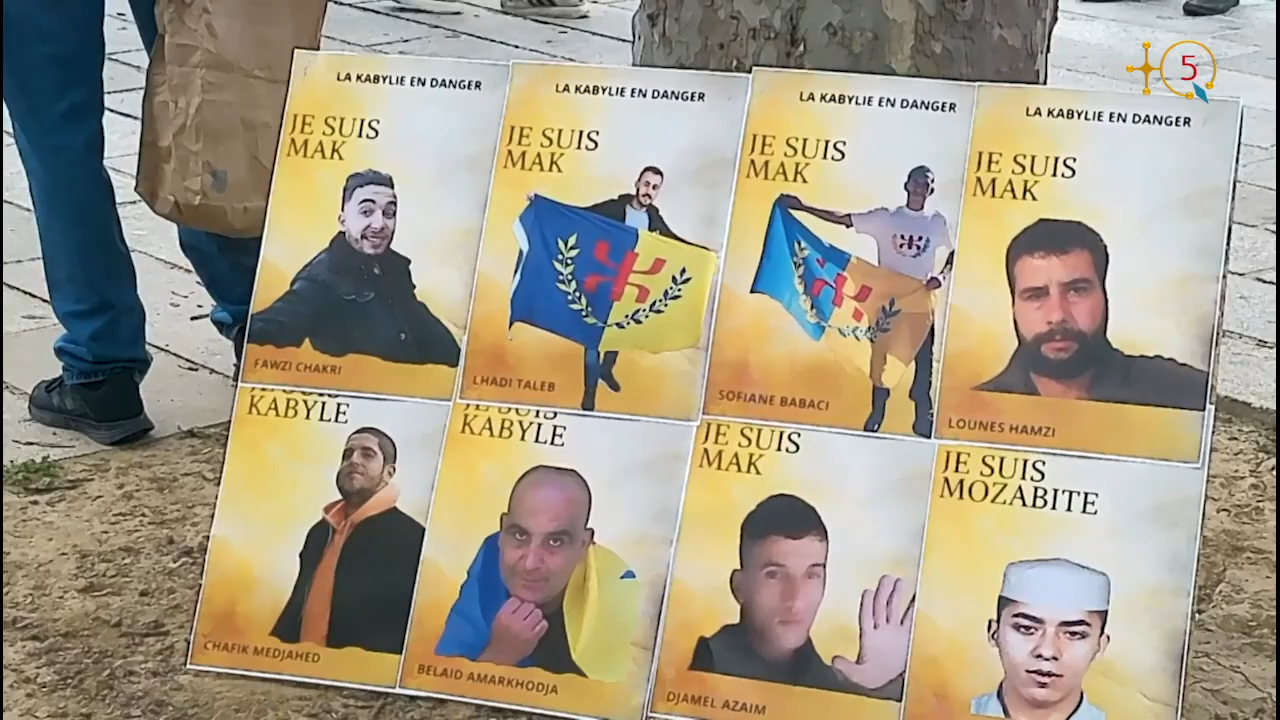 5
LA KABYLIE EN DANGER
JE SUIS
MAK
FAWZI CHAKRI
LA KABYLIE EN DANGER
JE SUIS
MAK
LHADI TALEB
LA KABYLIE EN DANGER
JE SUIS
MAK
SOFIANE BABACI
LA KABYLIE EN DANGER
JE SUIS
MAK
LOUNES HAMZI
KABYLE
CHAFIK MEDJAHED
JE SUIS
KABYLE
BELAID AMARKHODJA
JE SUIS
MAK
DJAMEL AZAIM
JE SUIS
MOZABITE